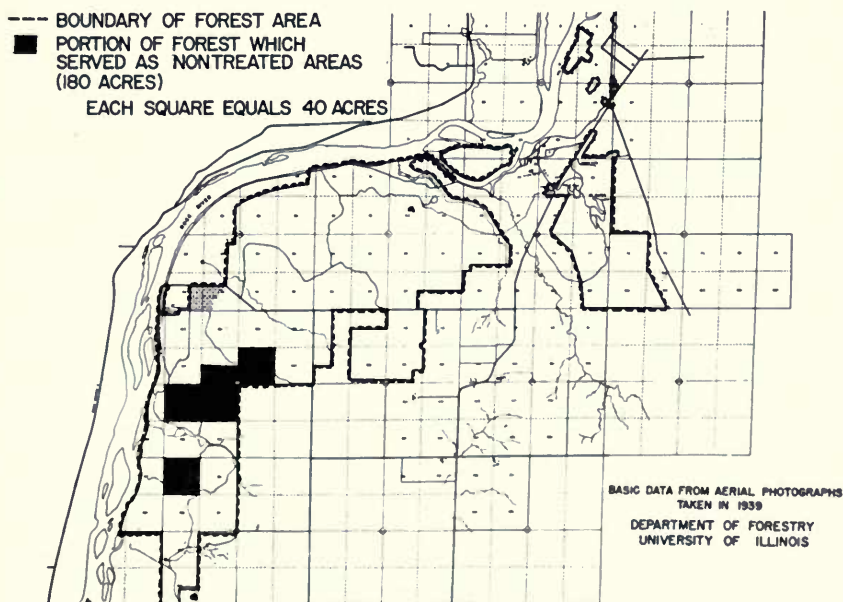 BOUNDARY OF FOREST AREA
PORTION OF FOREST WHICH
SERVED AS NONTREATED AREAS
(180 ACRES)
EACH SQUARE EQUALS 40 ACRES
BASIC DATA FROM AERIAL PHOTOGRAPHS
TAKEN IN 1939
DEPARTMENT OF FORESTRY
UNIVERSITY OF ILLINOIS